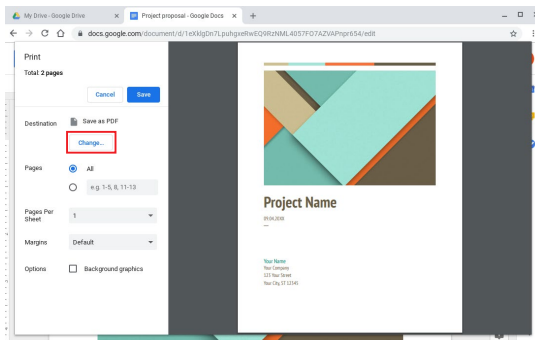 My Drive - Google Drive
Project proposal - Google Docs
docs.google.com/document/d/1eXklgDn7LpuhgxeRwEQ9RzNML4057FO7AZVAPnpr654/edit
Print
Total: 2 pages
Cancel Save
Destination Save as PDF
Change...
Pages All
e.g. 1-5, 8, 11-13
Pages Per
Sheet 1
Margins Default
Options Background graphics
Project Name
09.04.20XX
Your Name
Your Company
123 Your Street
Your City, ST 12345